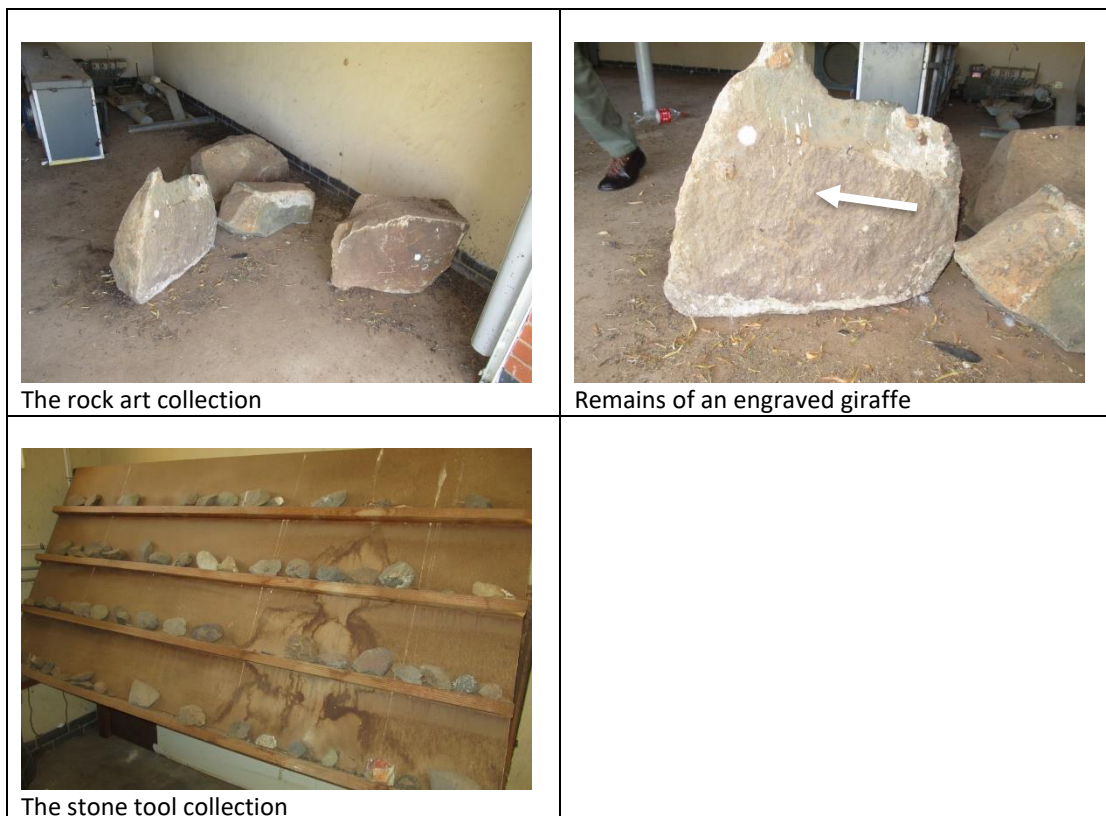 The rock art collection
Remains of an engraved giraffe
The stone tool collection